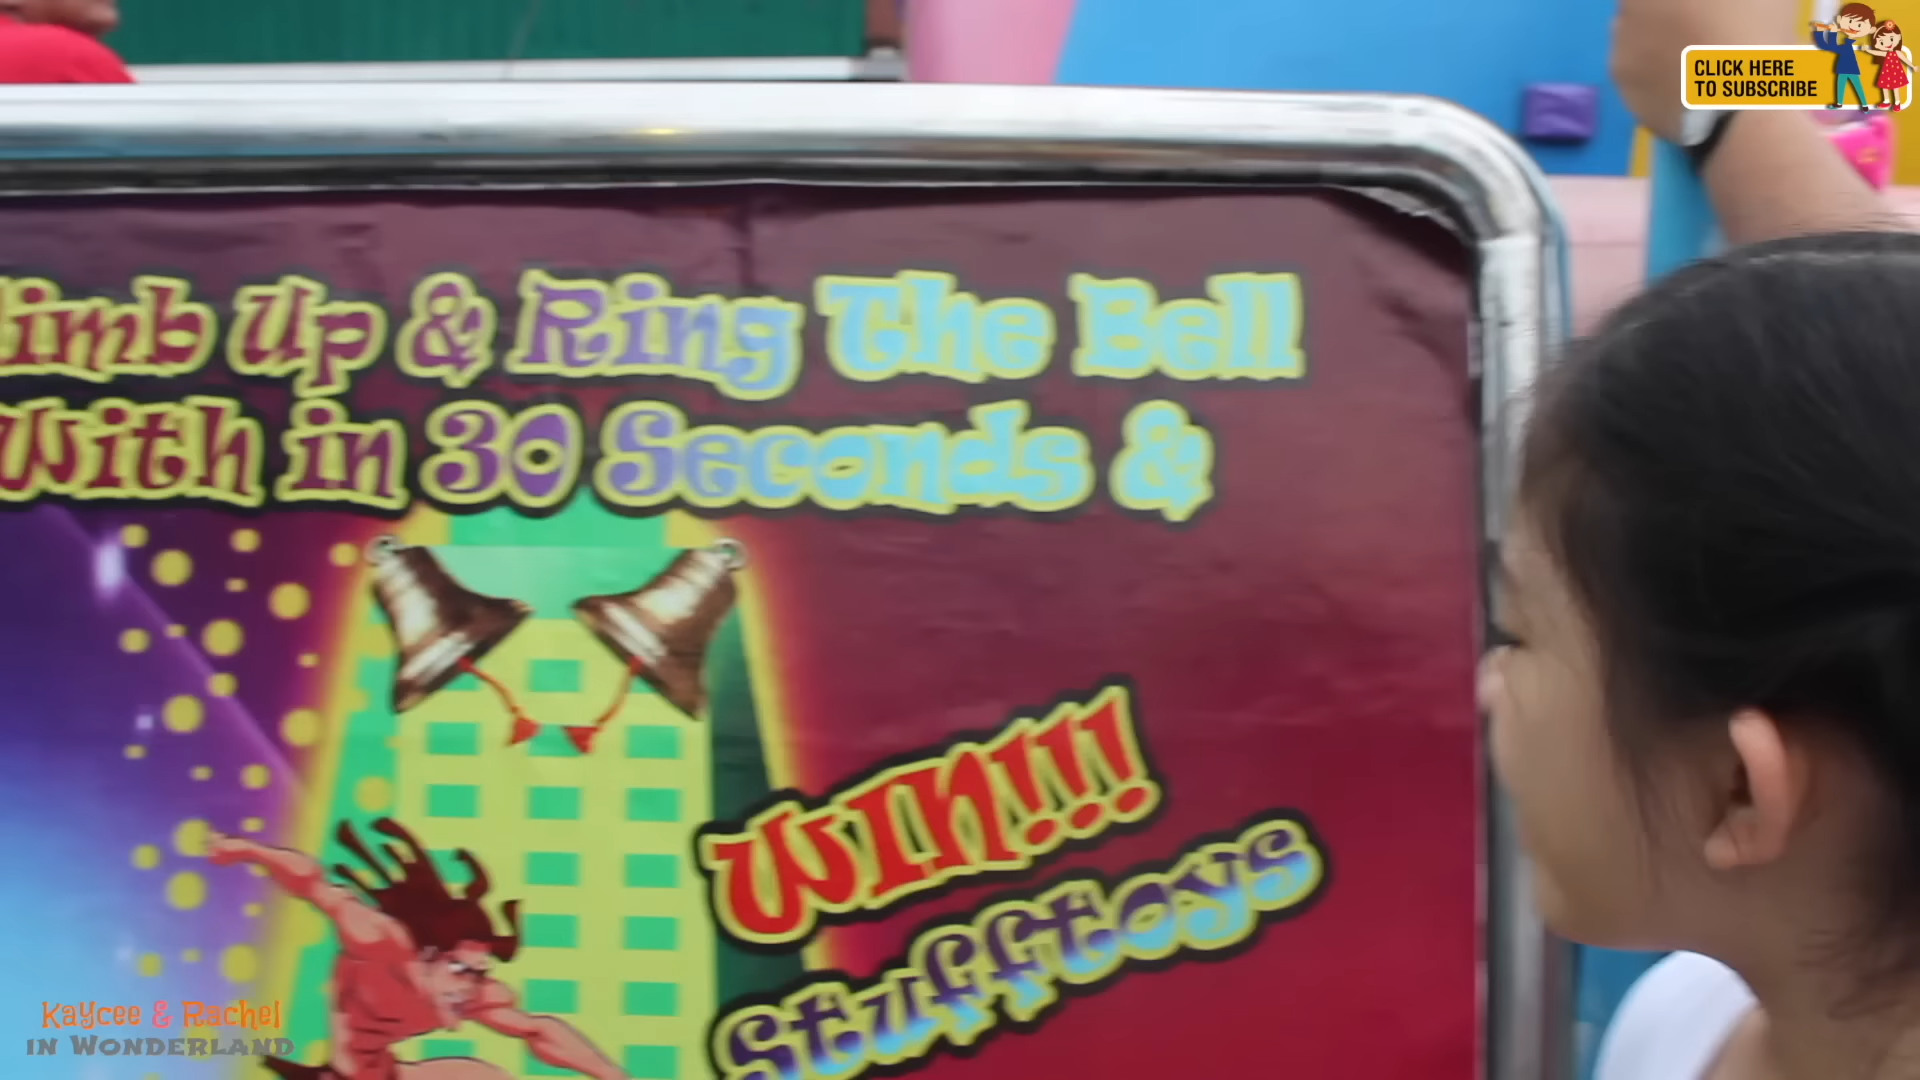 CLICK HERE
TO SUBSCRIBE
limb Up & Ring The Bell
With in 30 Seconds &
WIN!!!
Stufftoys
Kaycee & Rachel
IN WONDERLAND